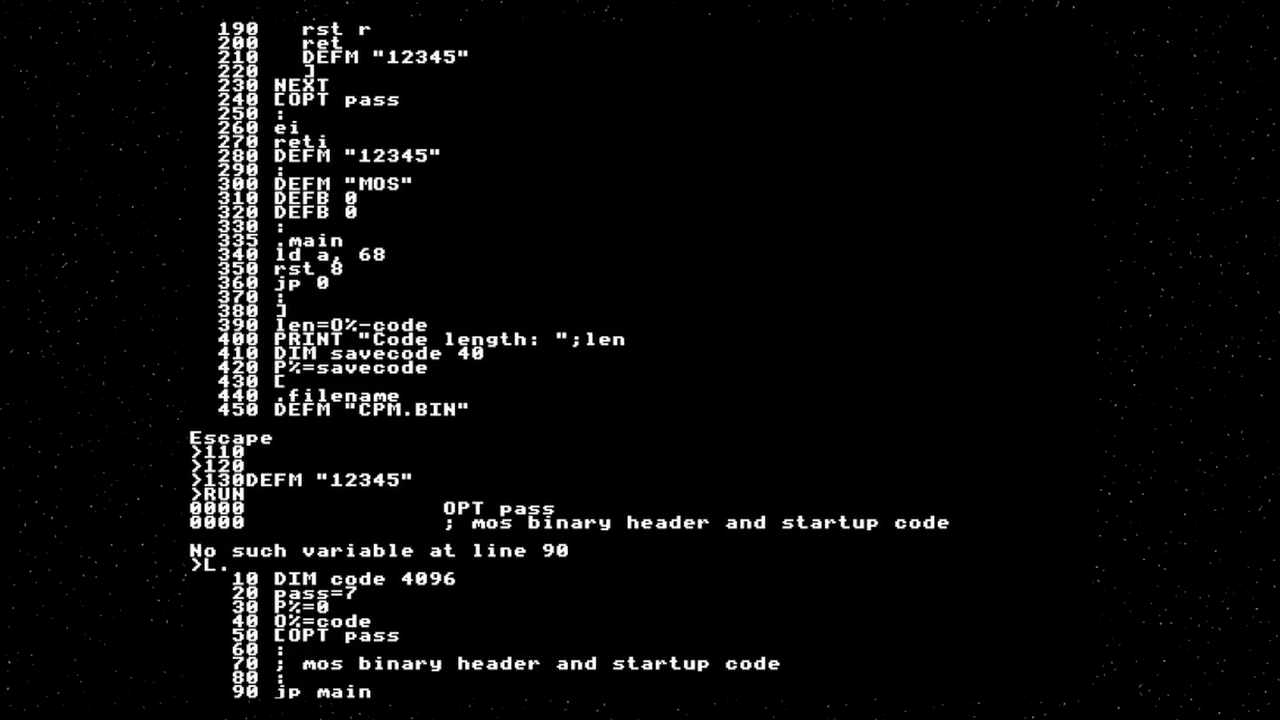 190   rst r
200   ret
210   DEFM "12345"
220   ]
230 NEXT
240 [OPT pass
250 :
260 ei
270 reti
280 DEFM "12345"
290 :
300 DEFM "MOS"
310 DEFB 0
320 DEFB 0
330 :
335 .main
340 ld a, 68
350 rst 8
360 jp 0
370 :
380 ]
390 len=O%-code
400 PRINT "Code length: ";len
410 DIM savecode 40
420 P%=savecode
430 [
440 .filename
450 DEFM "CPM.BIN"
Escape
>110
>120
>130DEFM "12345"
>RUN
0000 OPT pass
0000 ; mos binary header and startup code
No such variable at line 90
>L.
10 DIM code 4096
20 pass=7
30 P%=0
40 O%=code
50 [OPT pass
60 :
70 ; mos binary header and startup code
80 :
90 jp main